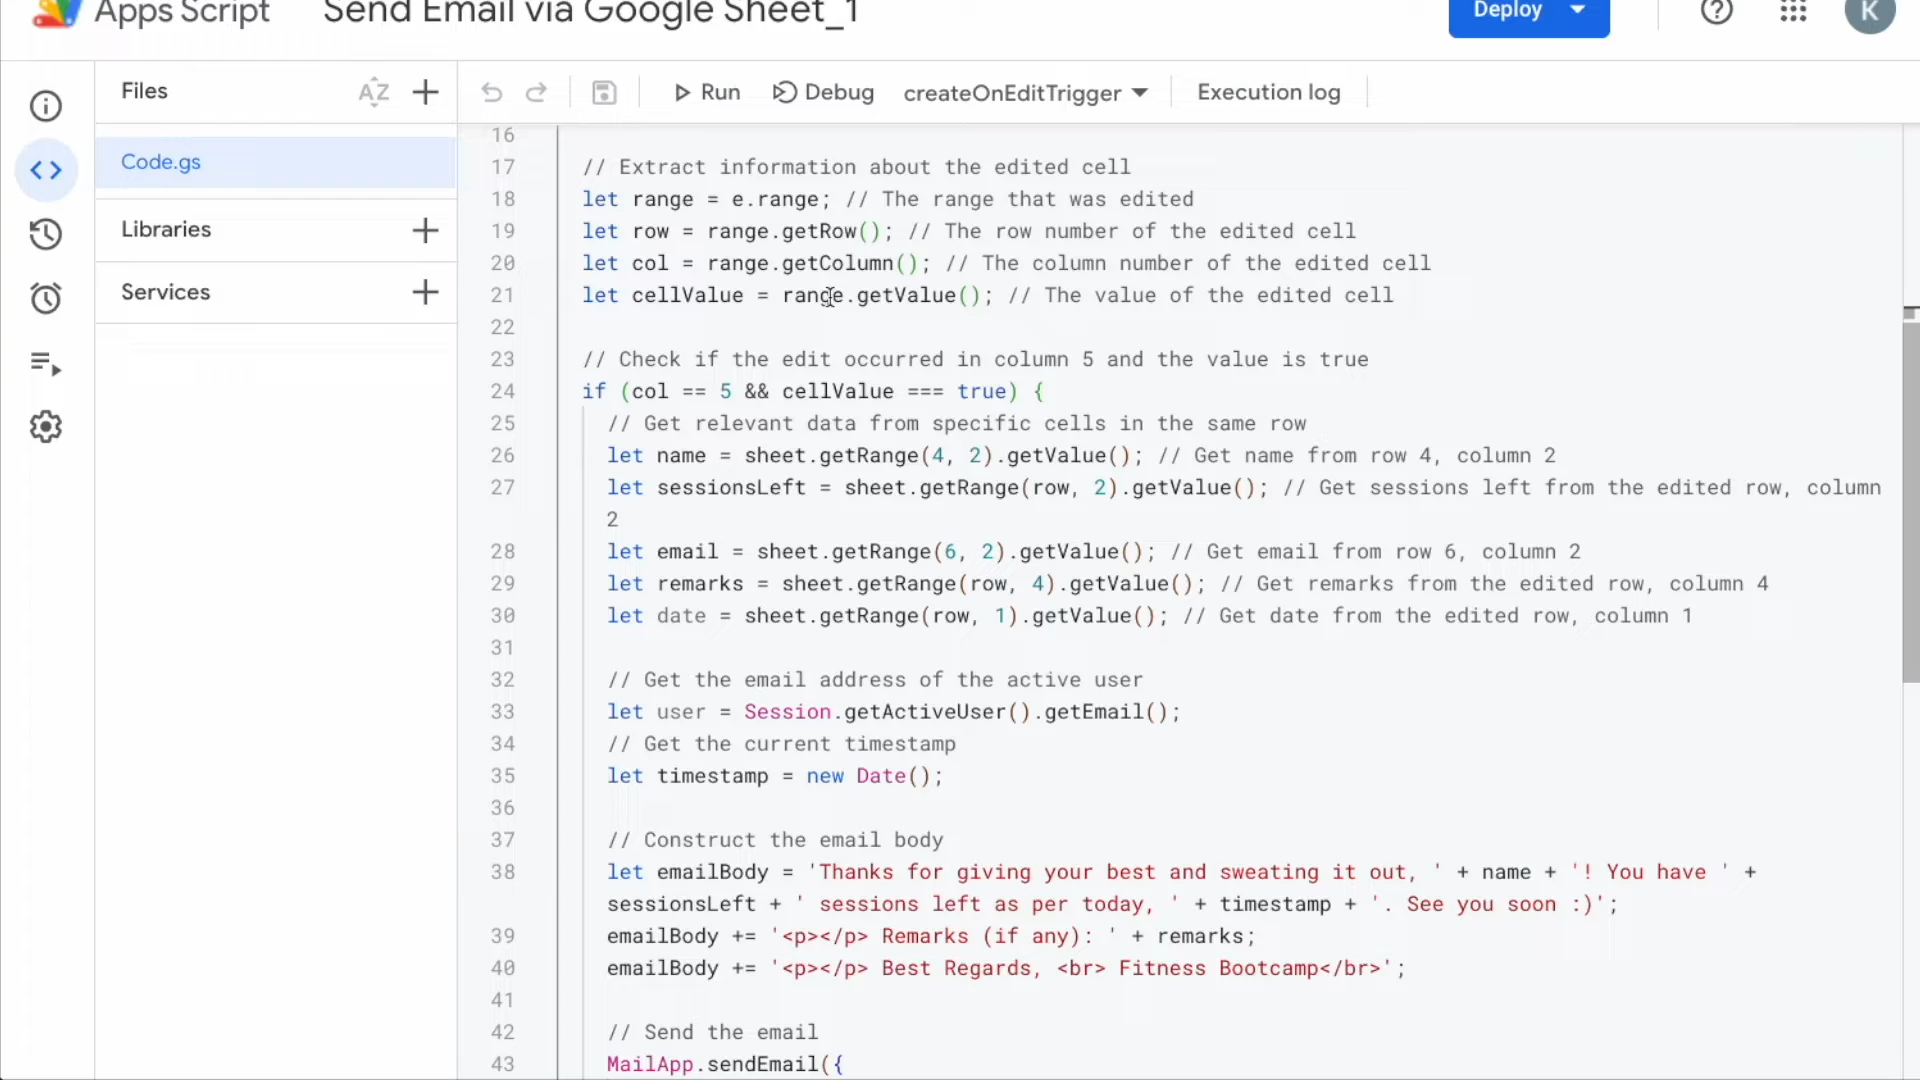 Apps Script Send Email via Google Sheet_1 Deploy K
Files Run Debug createOnEditTrigger Execution log
Code.gs
Libraries
Services
16
17 // Extract information about the edited cell
18 let range = e.range; // The range that was edited
19 let row = range.getRow(); // The row number of the edited cell
20 let col = range.getColumn(); // The column number of the edited cell
21 let cellValue = range.getValue(); // The value of the edited cell
22
23 // Check if the edit occurred in column 5 and the value is true
24 if (col == 5 && cellValue === true) {
25 // Get relevant data from specific cells in the same row
26 let name = sheet.getRange(4, 2).getValue(); // Get name from row 4, column 2
27 let sessionsLeft = sheet.getRange(row, 2).getValue(); // Get sessions left from the edited row, column
2
28 let email = sheet.getRange(6, 2).getValue(); // Get email from row 6, column 2
29 let remarks = sheet.getRange(row, 4).getValue(); // Get remarks from the edited row, column 4
30 let date = sheet.getRange(row, 1).getValue(); // Get date from the edited row, column 1
31
32 // Get the email address of the active user
33 let user = Session.getActiveUser().getEmail();
34 // Get the current timestamp
35 let timestamp = new Date();
36
37 // Construct the email body
38 let emailBody = 'Thanks for giving your best and sweating it out, ' + name + '! You have ' +
sessionsLeft + ' sessions left as per today, ' + timestamp + '. See you soon :)';
39 emailBody += '<p></p> Remarks (if any): ' + remarks;
40 emailBody += '<p></p> Best Regards, <br> Fitness Bootcamp</br>';
41
42 // Send the email
43 MailApp.sendEmail({